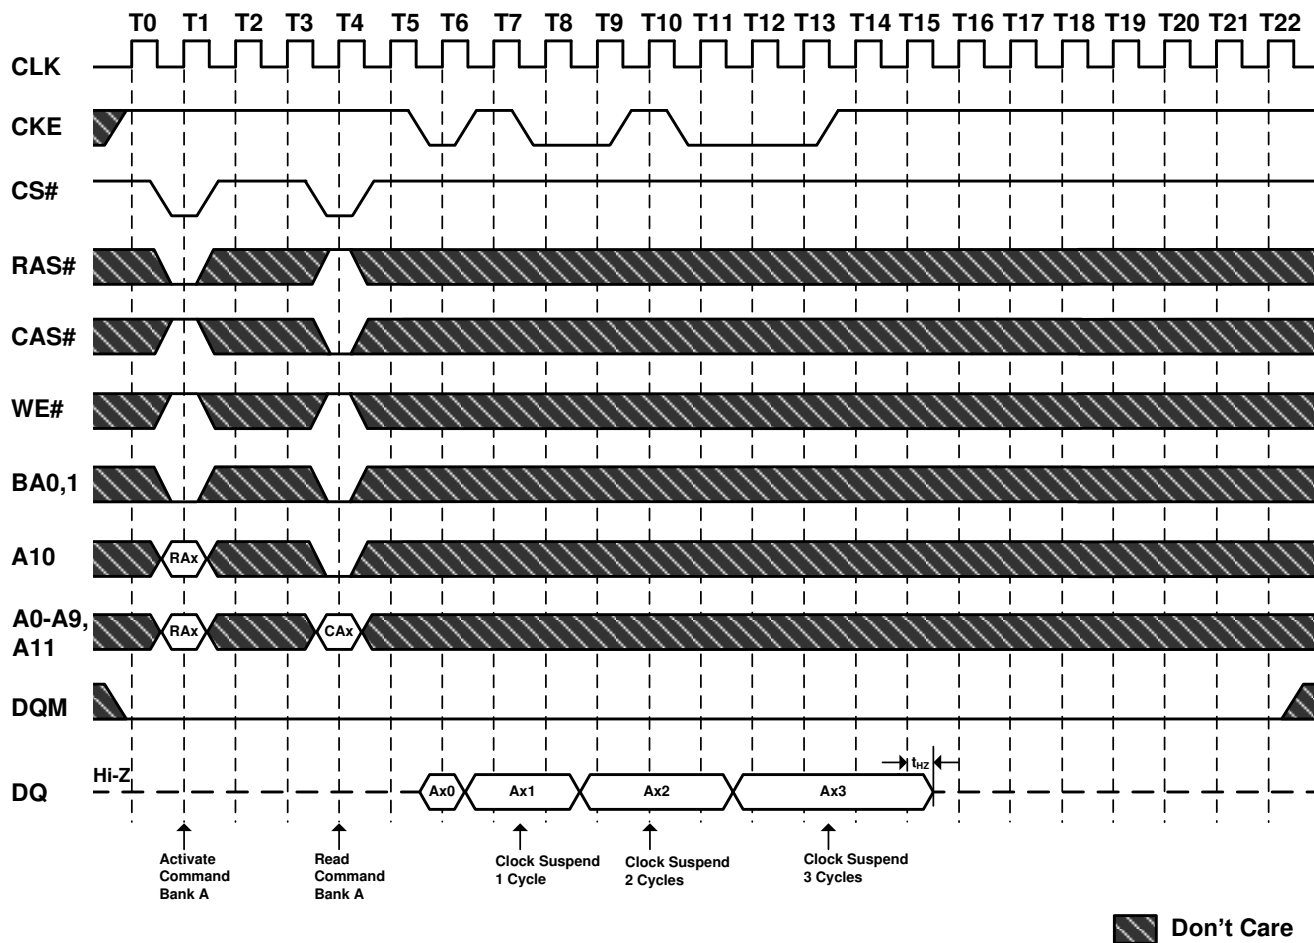 T0 T1 T2 T3 T4 T5 T6 T7 T8 T9 T10 T11 T12 T13 T14 T15 T16 T17 T18 T19 T20 T21 T22
CLK
CKE
CS#
RAS#
CAS#
WE#
BA0,1
A10
RAx
A0-A9,
A11
RAx CAx
DQM
Hi-Z
tHZ
DQ
Ax0 Ax1 Ax2 Ax3
Activate
Command
Bank A
Read
Command
Bank A
Clock Suspend
1 Cycle
Clock Suspend
2 Cycles
Clock Suspend
3 Cycles
Don't Care